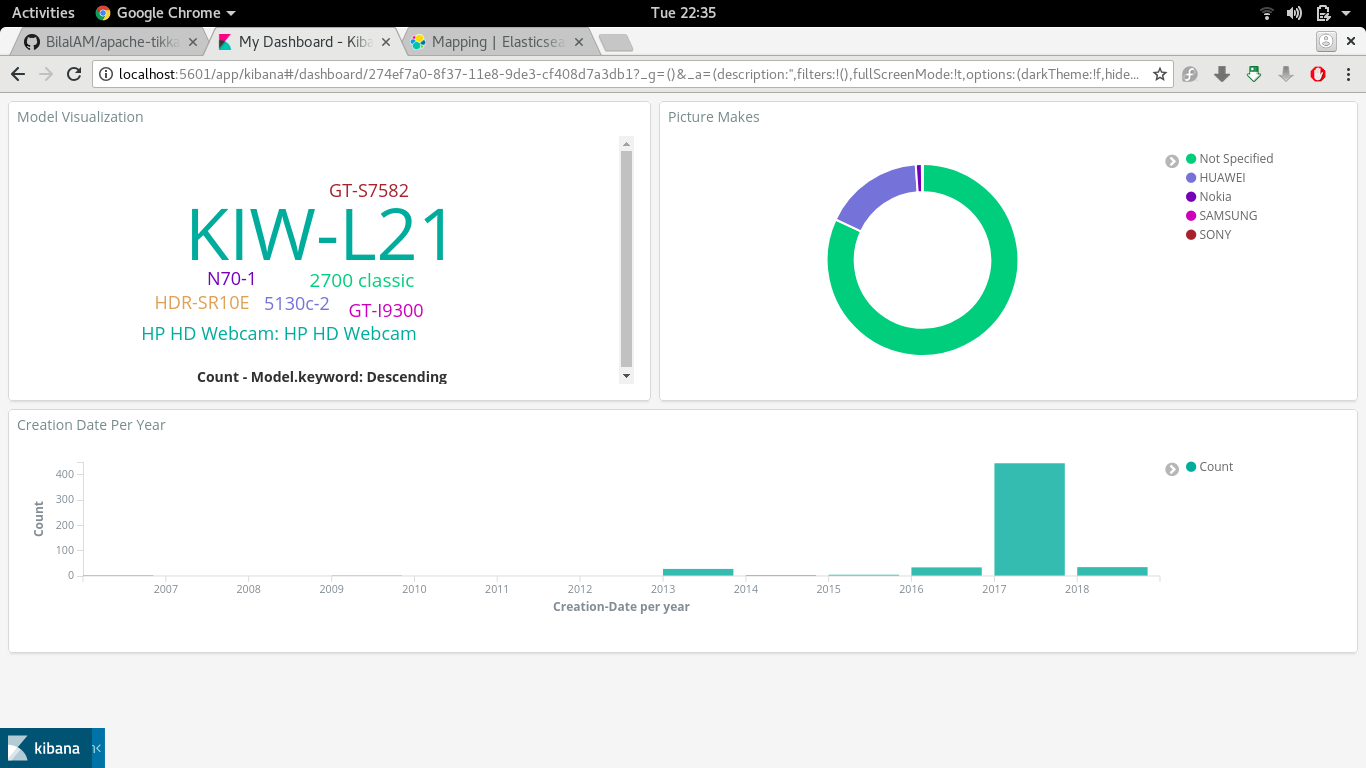 Activities Google Chrome Tue 22:35
BilalAM/apache-tikka My Dashboard - Kiba Mapping | Elasticsea
localhost:5601/app/kibana#/dashboard/274ef7a0-8f37-11e8-9de3-cf408d7a3db1?_g=()&_a=(description:'',filters:!(),fullScreenMode:!t,options:(darkTheme:!f,hide...
Model Visualization
GT-S7582
KIW-L21
N70-1 2700 classic
HDR-SR10E 5130c-2 GT-I9300
HP HD Webcam: HP HD Webcam
Count - Model.keyword: Descending
Picture Makes
Not Specified
HUAWEI
Nokia
SAMSUNG
SONY
Creation Date Per Year
Count
400
300
200
100
0
2007 2008 2009 2010 2011 2012 2013 2014 2015 2016 2017 2018
Creation-Date per year
Count
kibana